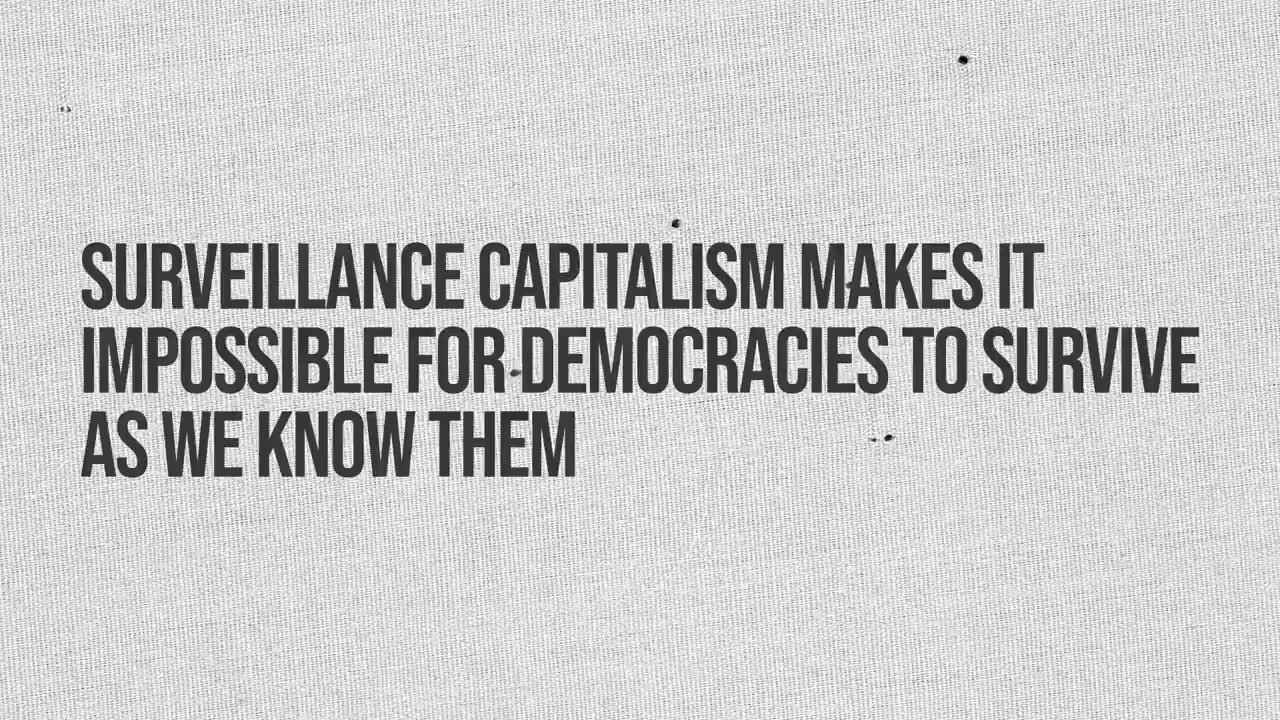 SURVEILLANCE CAPITALISM MAKES IT
IMPOSSIBLE FOR DEMOCRACIES TO SURVIVE
AS WE KNOW THEM